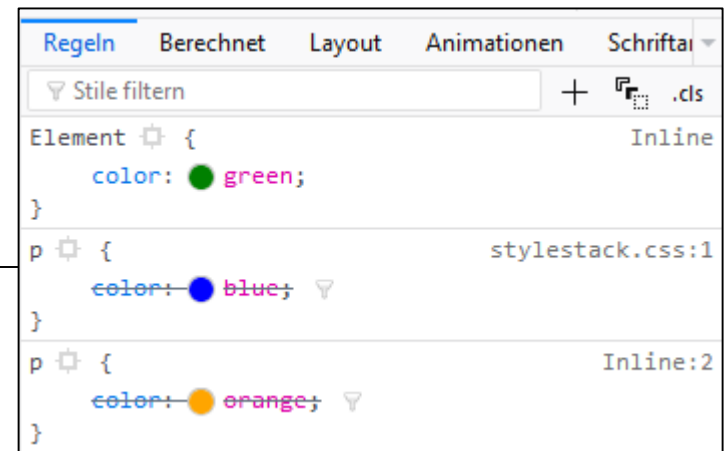 Regeln Berechnet Layout Animationen
Stile filtern + .cls
Element { Inline
color: green;
}
p { stylestack.css:1
color: blue;
}
p { Inline:2
color: orange;
}